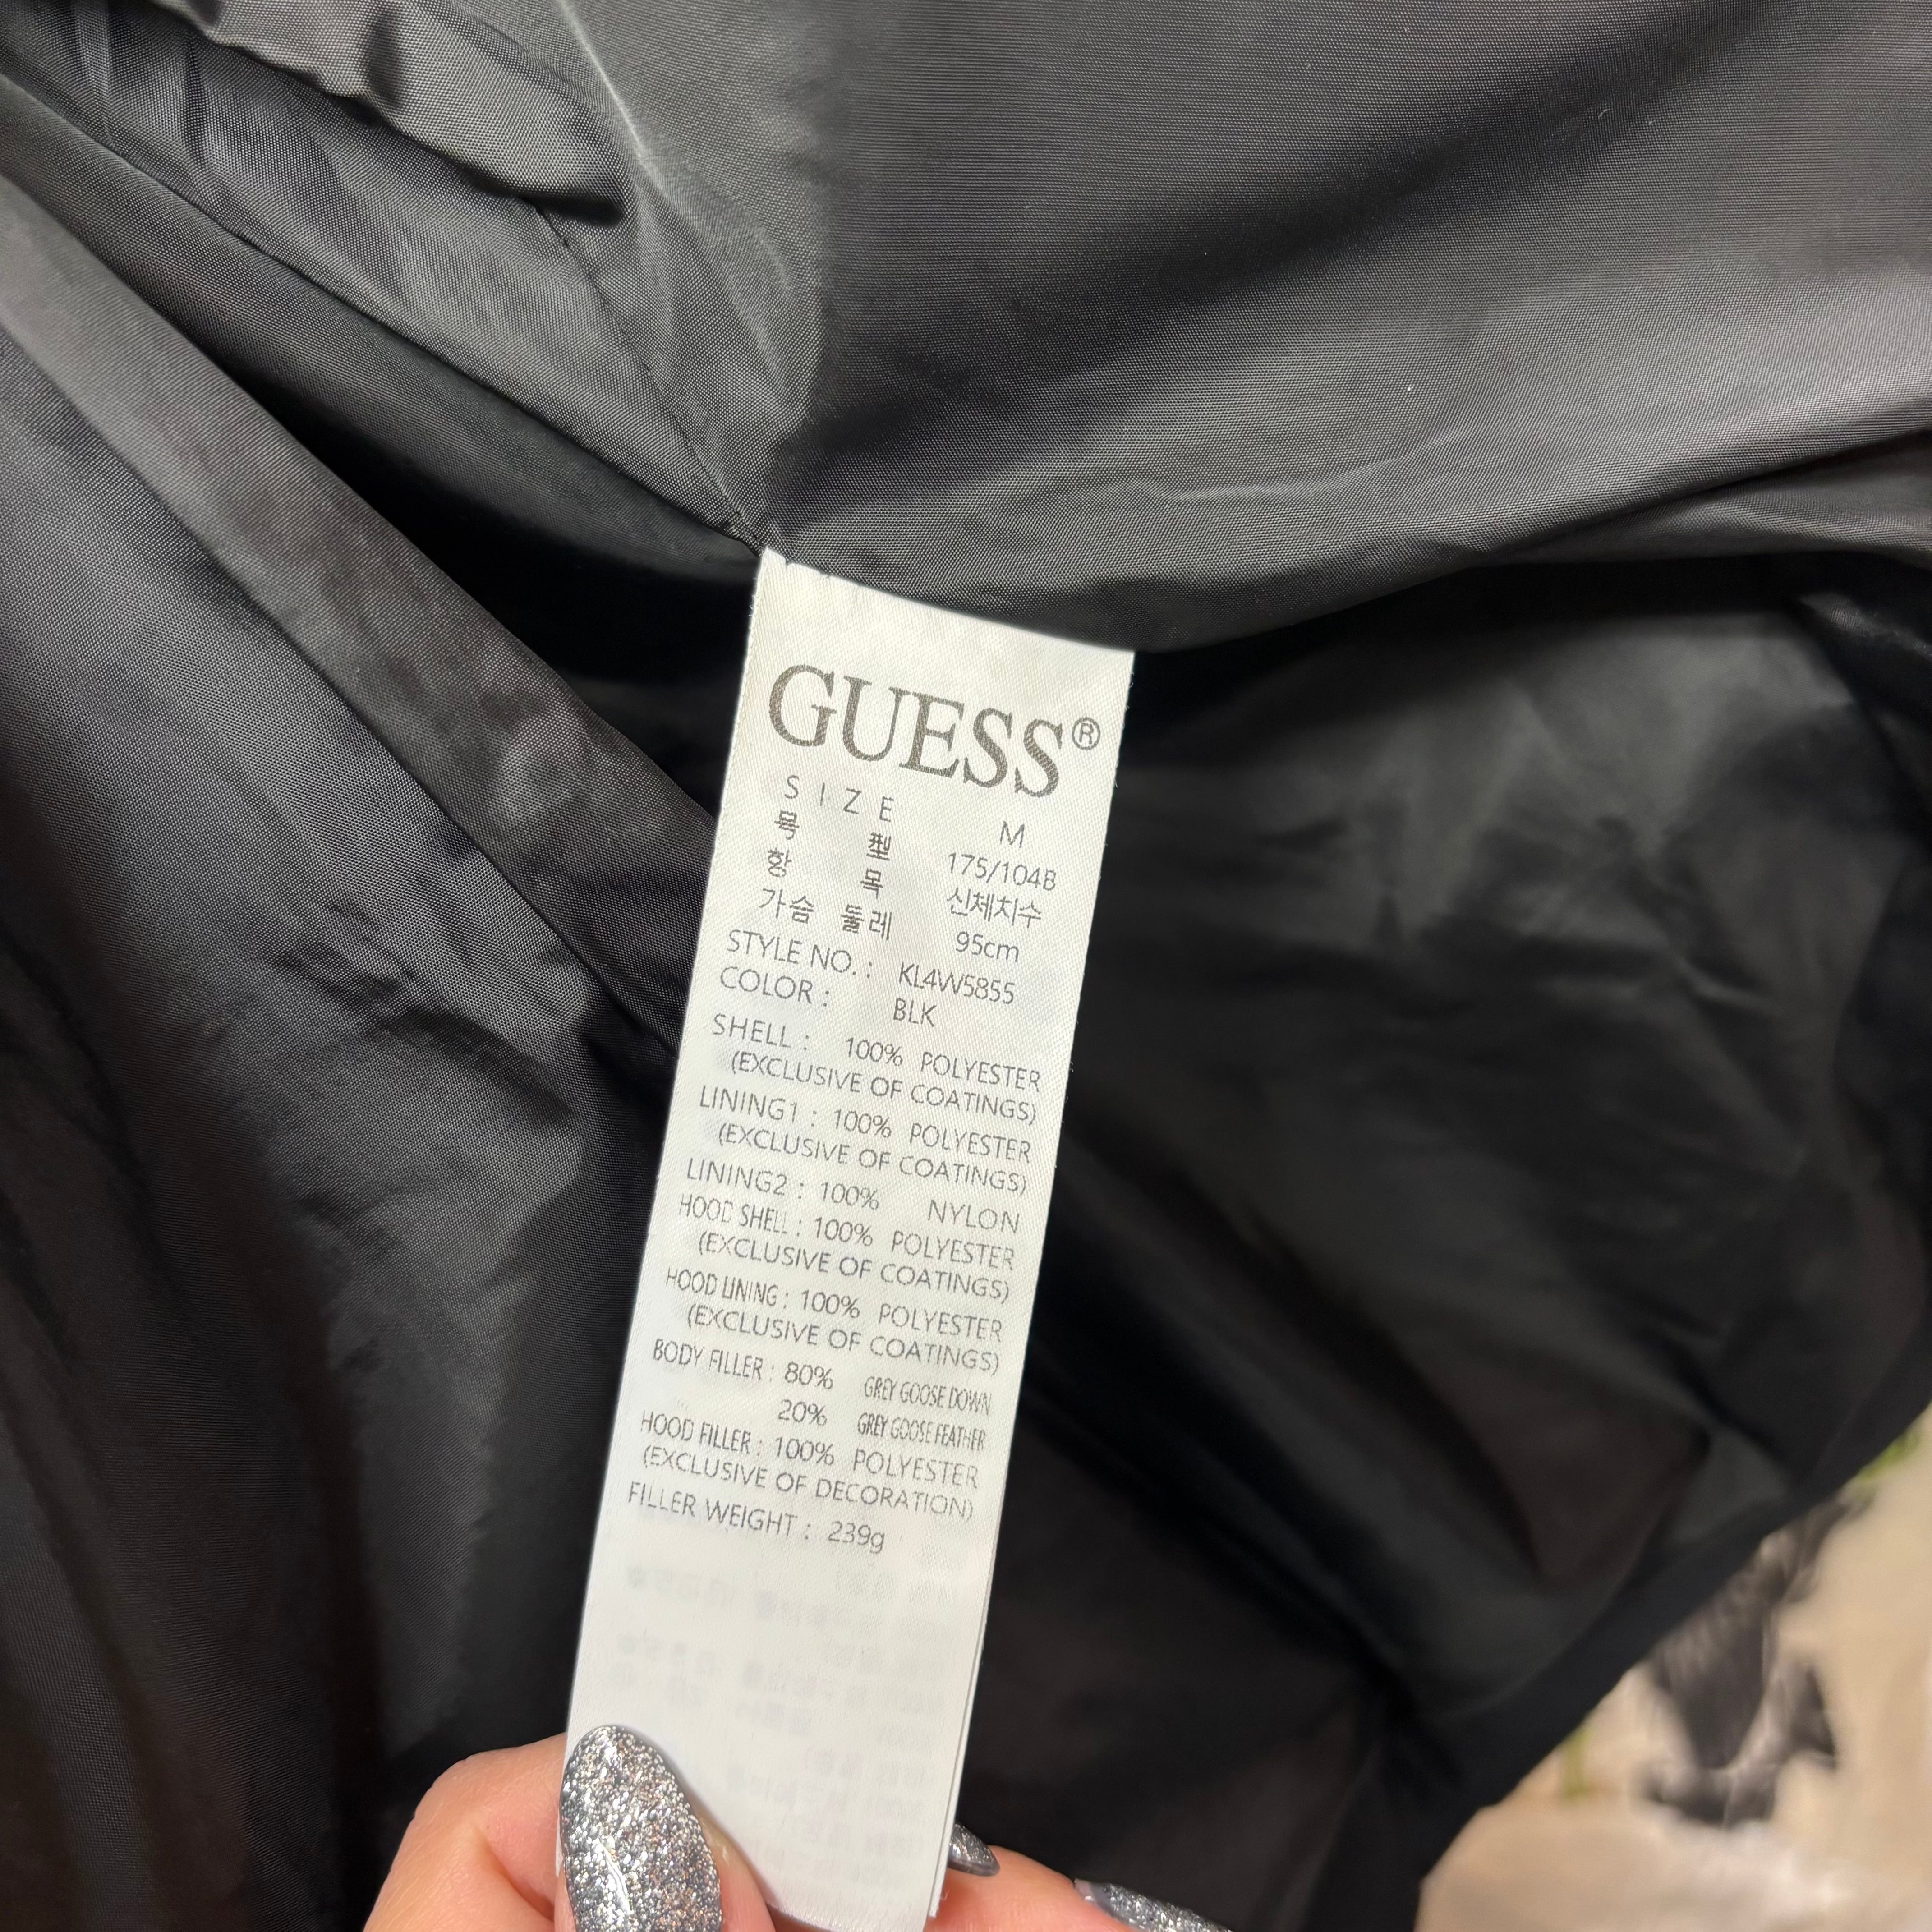 GUESS®
SIZE M
号 型 175/104B
항 목 신체치수
가슴 둘레 95cm
STYLE NO. : KL4W5855
COLOR : BLK
SHELL : 100% POLYESTER
(EXCLUSIVE OF COATINGS)
LINING1 : 100% POLYESTER
(EXCLUSIVE OF COATINGS)
LINING2 : 100% NYLON
HOOD SHELL : 100% POLYESTER
(EXCLUSIVE OF COATINGS)
HOOD LINING : 100% POLYESTER
(EXCLUSIVE OF COATINGS)
BODY FILLER : 80% GREY GOOSE DOWN
20% GREY GOOSE FEATHER
HOOD FILLER : 100% POLYESTER
(EXCLUSIVE OF DECORATION)
FILLER WEIGHT : 239g